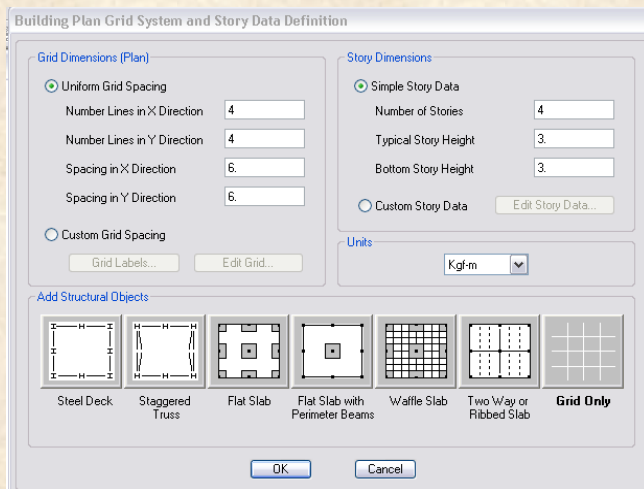 Building Plan Grid System and Story Data Definition
Grid Dimensions (Plan)
Uniform Grid Spacing
Number Lines in X Direction 4
Number Lines in Y Direction 4
Spacing in X Direction 6.
Spacing in Y Direction 6.
Custom Grid Spacing
Grid Labels... Edit Grid...
Story Dimensions
Simple Story Data
Number of Stories 4
Typical Story Height 3.
Bottom Story Height 3.
Custom Story Data Edit Story Data...
Units
Kgf-m
Add Structural Objects
Steel Deck
Staggered
Truss
Flat Slab
Flat Slab with
Perimeter Beams
Waffle Slab
Two Way or
Ribbed Slab
Grid Only
OK Cancel